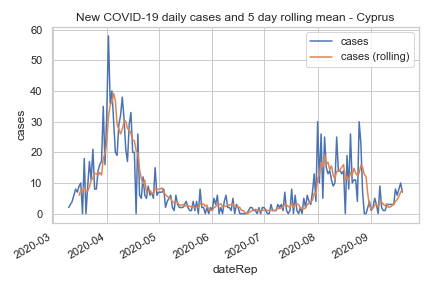 New COVID-19 daily cases and 5 day rolling mean - Cyprus
cases
cases (rolling)
60
50
40
30
20
10
0
cases
2020-03
2020-04
2020-05
2020-06
2020-07
2020-08
2020-09
dateRep